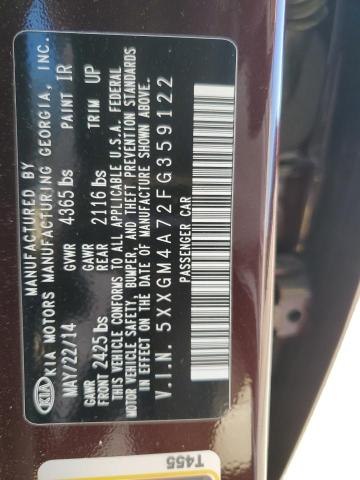 MANUFACTURED BY
KIA KIA MOTORS MANUFACTURING GEORGIA, INC.
MAY/22/14 GVWR 4365 lbs PAINT IR
GAWR FRONT 2425 lbs GAWR REAR 2116 lbs TRIM UP
THIS VEHICLE CONFORMS TO ALL APPLICABLE U.S.A. FEDERAL
MOTOR VEHICLE SAFETY, BUMPER, AND THEFT PREVENTION STANDARDS
IN EFFECT ON THE DATE OF MANUFACTURE SHOWN ABOVE.
V.I.N. 5XXGM4A72FG359122
PASSENGER CAR
T455